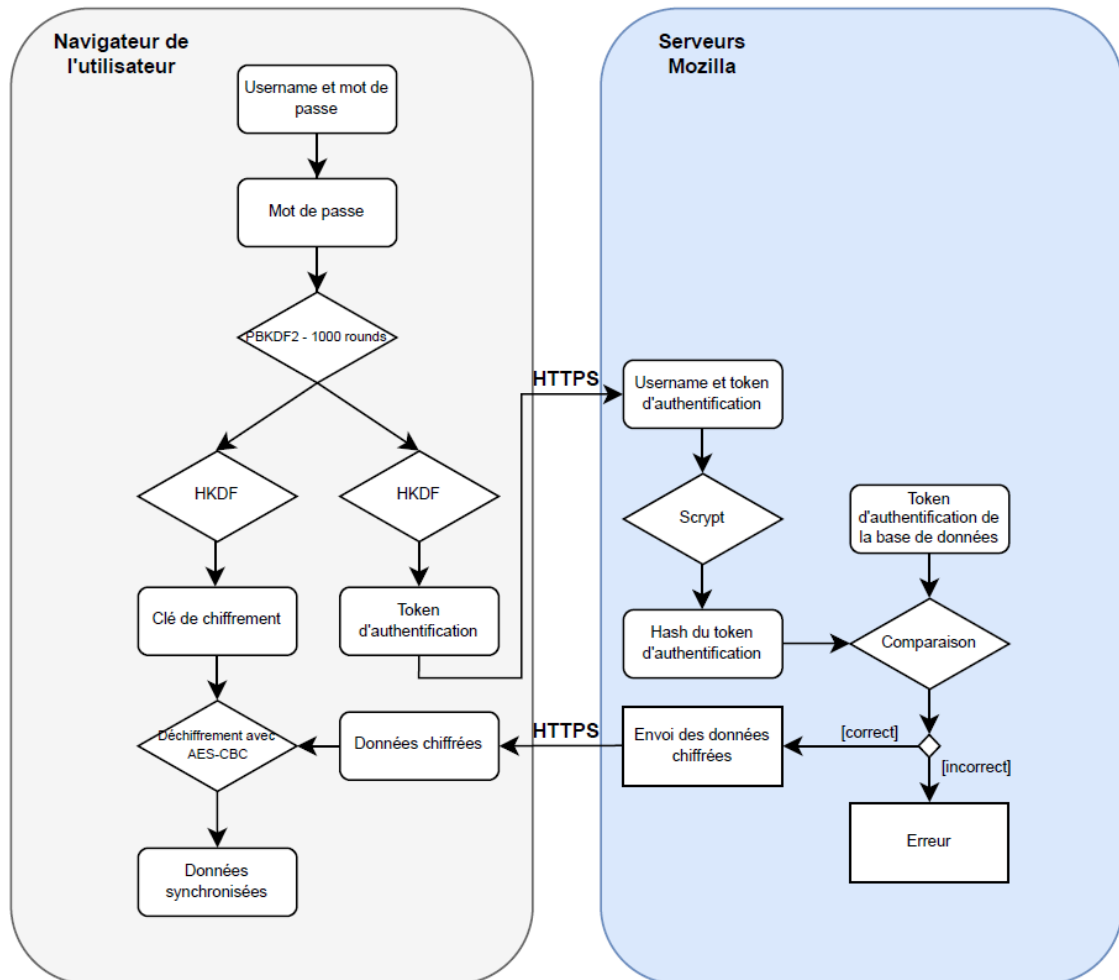 Navigateur de
l'utilisateur
Username et mot de
passe
Mot de passe
PBKDF2 - 1000 rounds
HKDF
HKDF
Clé de chiffrement
Token
d'authentification
Déchiffrement avec
AES-CBC
Données chiffrées
Données
synchronisées
HTTPS
HTTPS
Serveurs
Mozilla
Username et token
d'authentification
Scrypt
Token
d'authentification de
la base de données
Hash du token
d'authentification
Comparaison
Envoi des données
chiffrées
[correct]
[incorrect]
Erreur